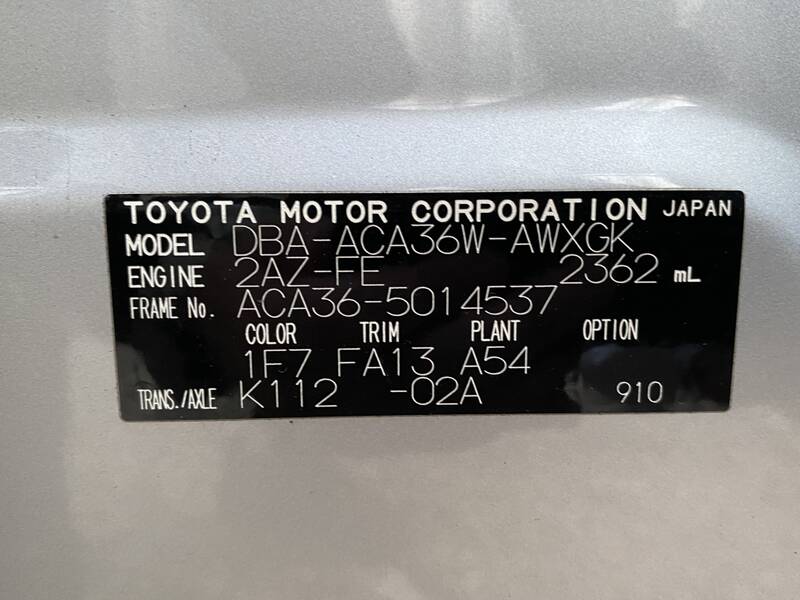 TOYOTA MOTOR CORPORATION JAPAN
MODEL DBA-ACA36W-AWXGK
ENGINE 2AZ-FE 2362 mL
FRAME No. ACA36-5014537
COLOR TRIM PLANT OPTION
1F7 FA13 A54
TRANS./AXLE K112 -02A 910